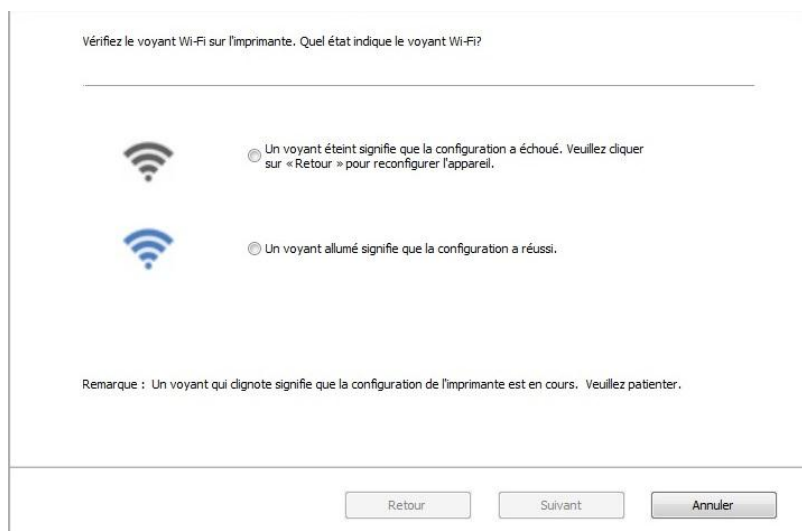 Vérifiez le voyant Wi-Fi sur l'imprimante. Quel état indique le voyant Wi-Fi?
Un voyant éteint signifie que la configuration a échoué. Veuillez cliquer
sur « Retour » pour reconfigurer l'appareil.
Un voyant allumé signifie que la configuration a réussi.
Remarque : Un voyant qui clignote signifie que la configuration de l'imprimante est en cours. Veuillez patienter.
Retour
Suivant
Annuler